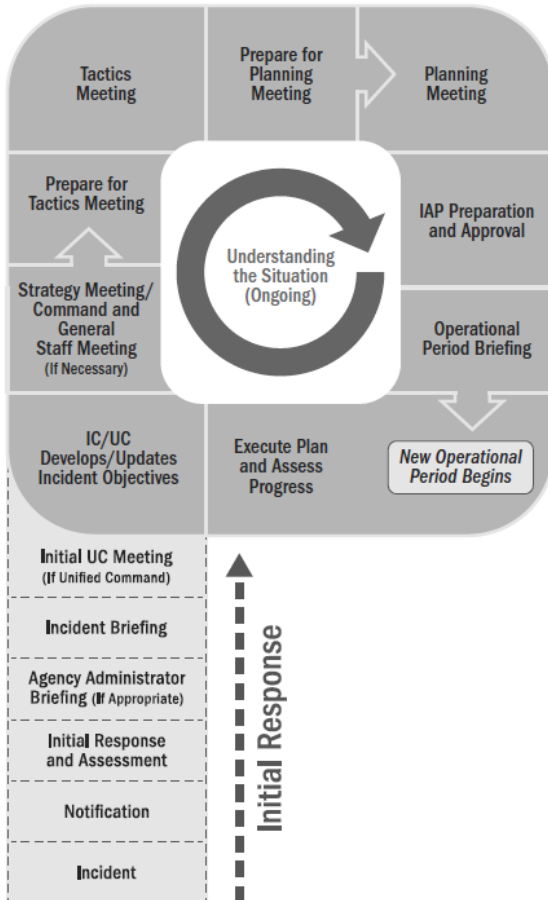 Tactics
Meeting
Prepare for
Planning
Meeting
Planning
Meeting
Prepare for
Tactics Meeting
IAP Preparation
and Approval
Understanding
the Situation
(Ongoing)
Strategy Meeting/
Command and
General
Staff Meeting
(If Necessary)
Operational
Period Briefing
IC/UC
Develops/Updates
Incident Objectives
Execute Plan
and Assess
Progress
New Operational
Period Begins
Initial UC Meeting
(If Unified Command)
Incident Briefing
Agency Administrator
Briefing (If Appropriate)
Initial Response
and Assessment
Notification
Incident
Initial Response